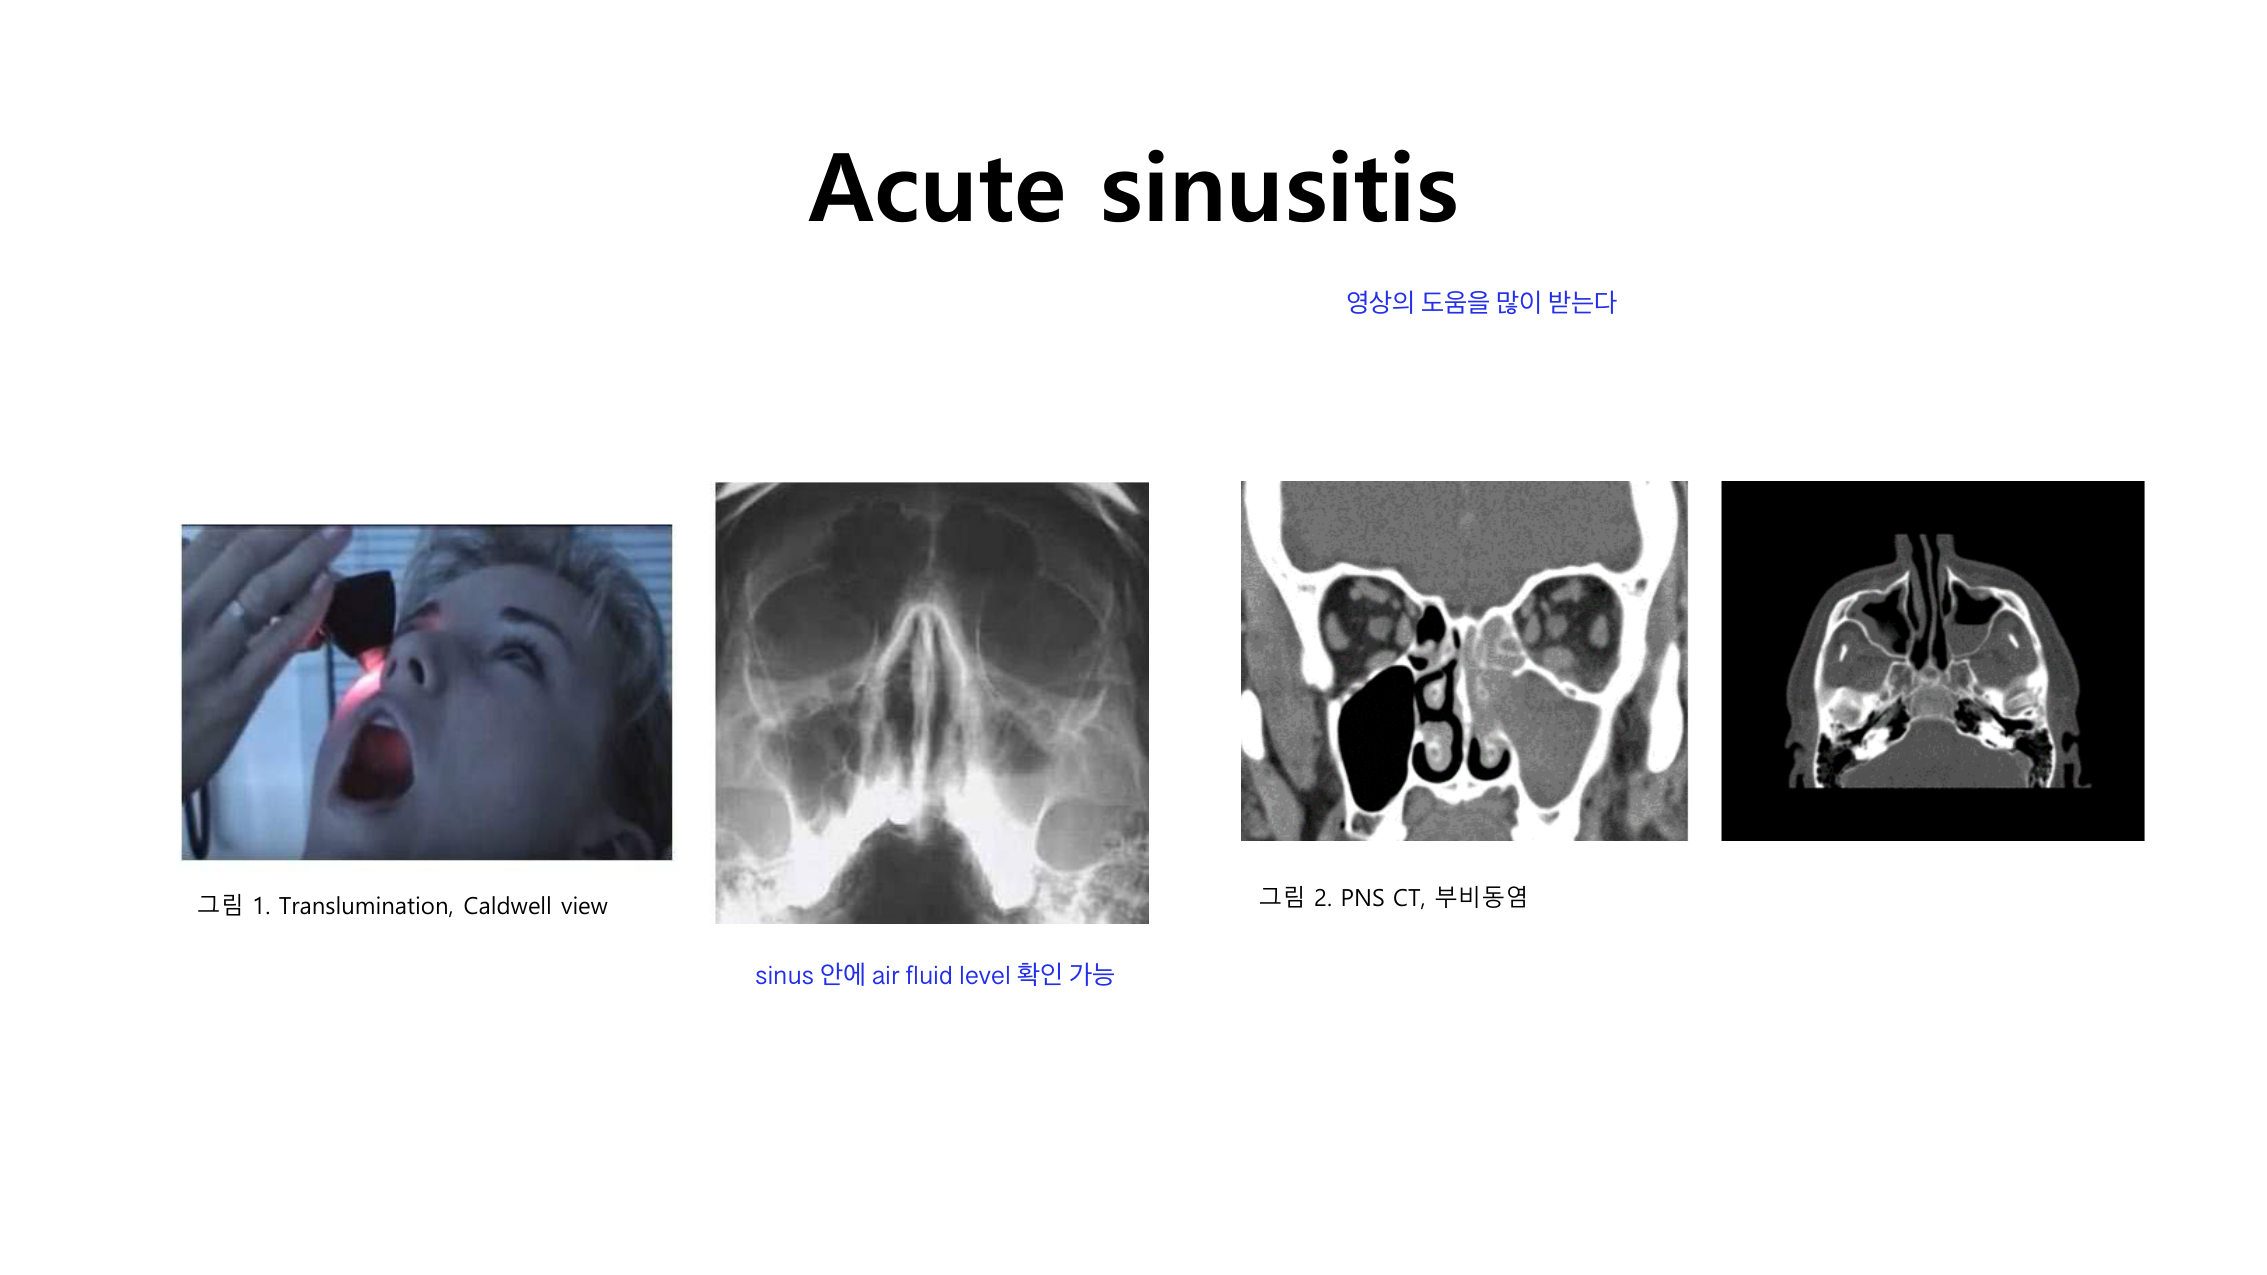 Acute sinusitis
영상의 도움을 많이 받는다
그림 1. Translumination, Caldwell view
sinus 안에 air fluid level 확인 가능
그림 2. PNS CT, 부비동염